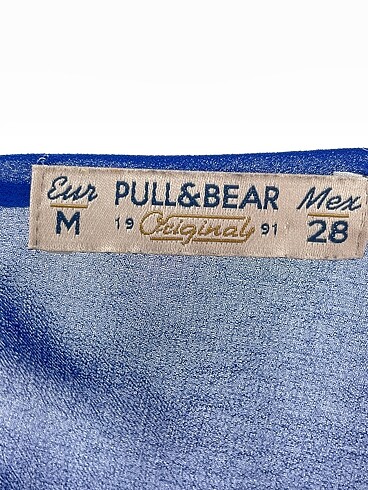 Eur PULL&BEAR Mex
M 19 Original 91 28